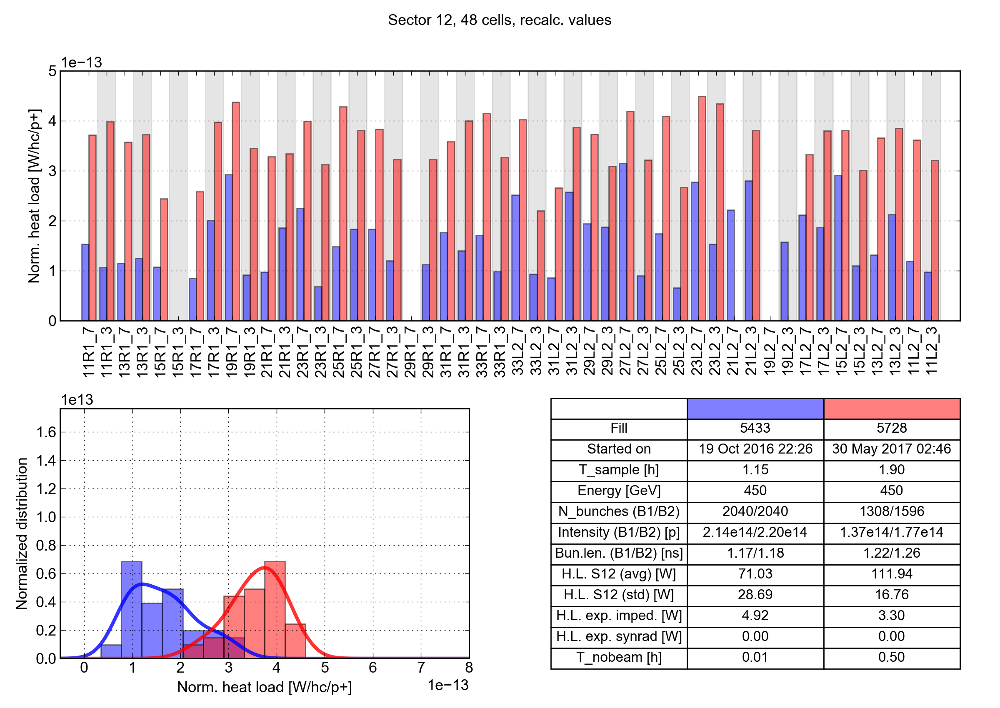 Sector 12, 48 cells, recalc. values
1e−13
5
4
3
2
1
0
Norm. heat load [W/hc/p+]
11R1_7
11R1_3
13R1_7
13R1_3
15R1_7
15R1_3
17R1_7
17R1_3
19R1_7
19R1_3
21R1_7
21R1_3
23R1_7
23R1_3
25R1_7
25R1_3
27R1_7
27R1_3
29R1_7
29R1_3
31R1_7
31R1_3
33R1_7
33R1_3
33L2_7
33L2_3
31L2_7
31L2_3
29L2_7
29L2_3
27L2_7
27L2_3
25L2_7
25L2_3
23L2_7
23L2_3
21L2_7
21L2_3
19L2_7
19L2_3
17L2_7
17L2_3
15L2_7
15L2_3
13L2_7
13L2_3
11L2_7
11L2_3
1e13
1.6
1.4
1.2
1.0
0.8
0.6
0.4
0.2
0.0
Normalized distribution
0 1 2 3 4 5 6 7 8
1e−13
Norm. heat load [W/hc/p+]
Fill 5433 5728
Started on 19 Oct 2016 22:26 30 May 2017 02:46
T_sample [h] 1.15 1.90
Energy [GeV] 450 450
N_bunches (B1/B2) 2040/2040 1308/1596
Intensity (B1/B2) [p] 2.14e14/2.20e14 1.37e14/1.77e14
Bun.len. (B1/B2) [ns] 1.17/1.18 1.22/1.26
H.L. S12 (avg) [W] 71.03 111.94
H.L. S12 (std) [W] 28.69 16.76
H.L. exp. imped. [W] 4.92 3.30
H.L. exp. synrad [W] 0.00 0.00
T_nobeam [h] 0.01 0.50